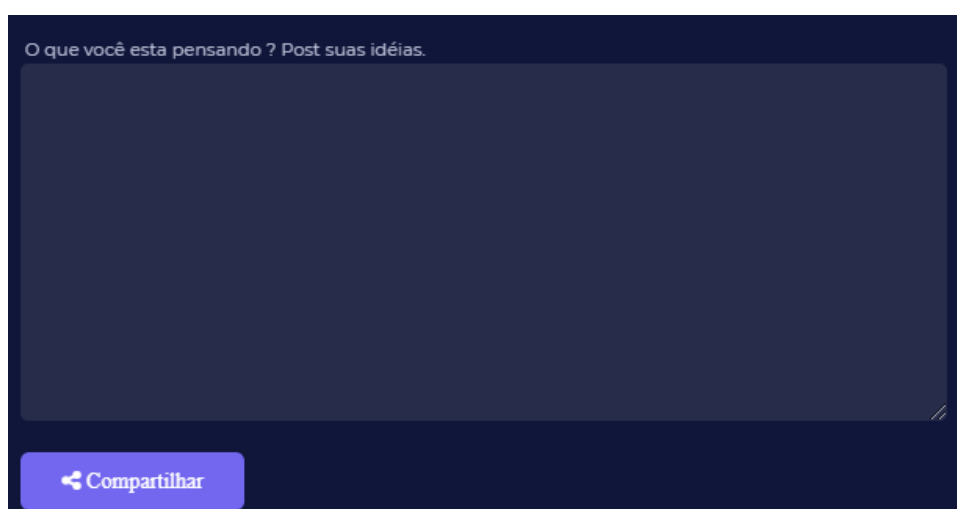 O que você esta pensando ? Post suas idéias.
Compartilhar